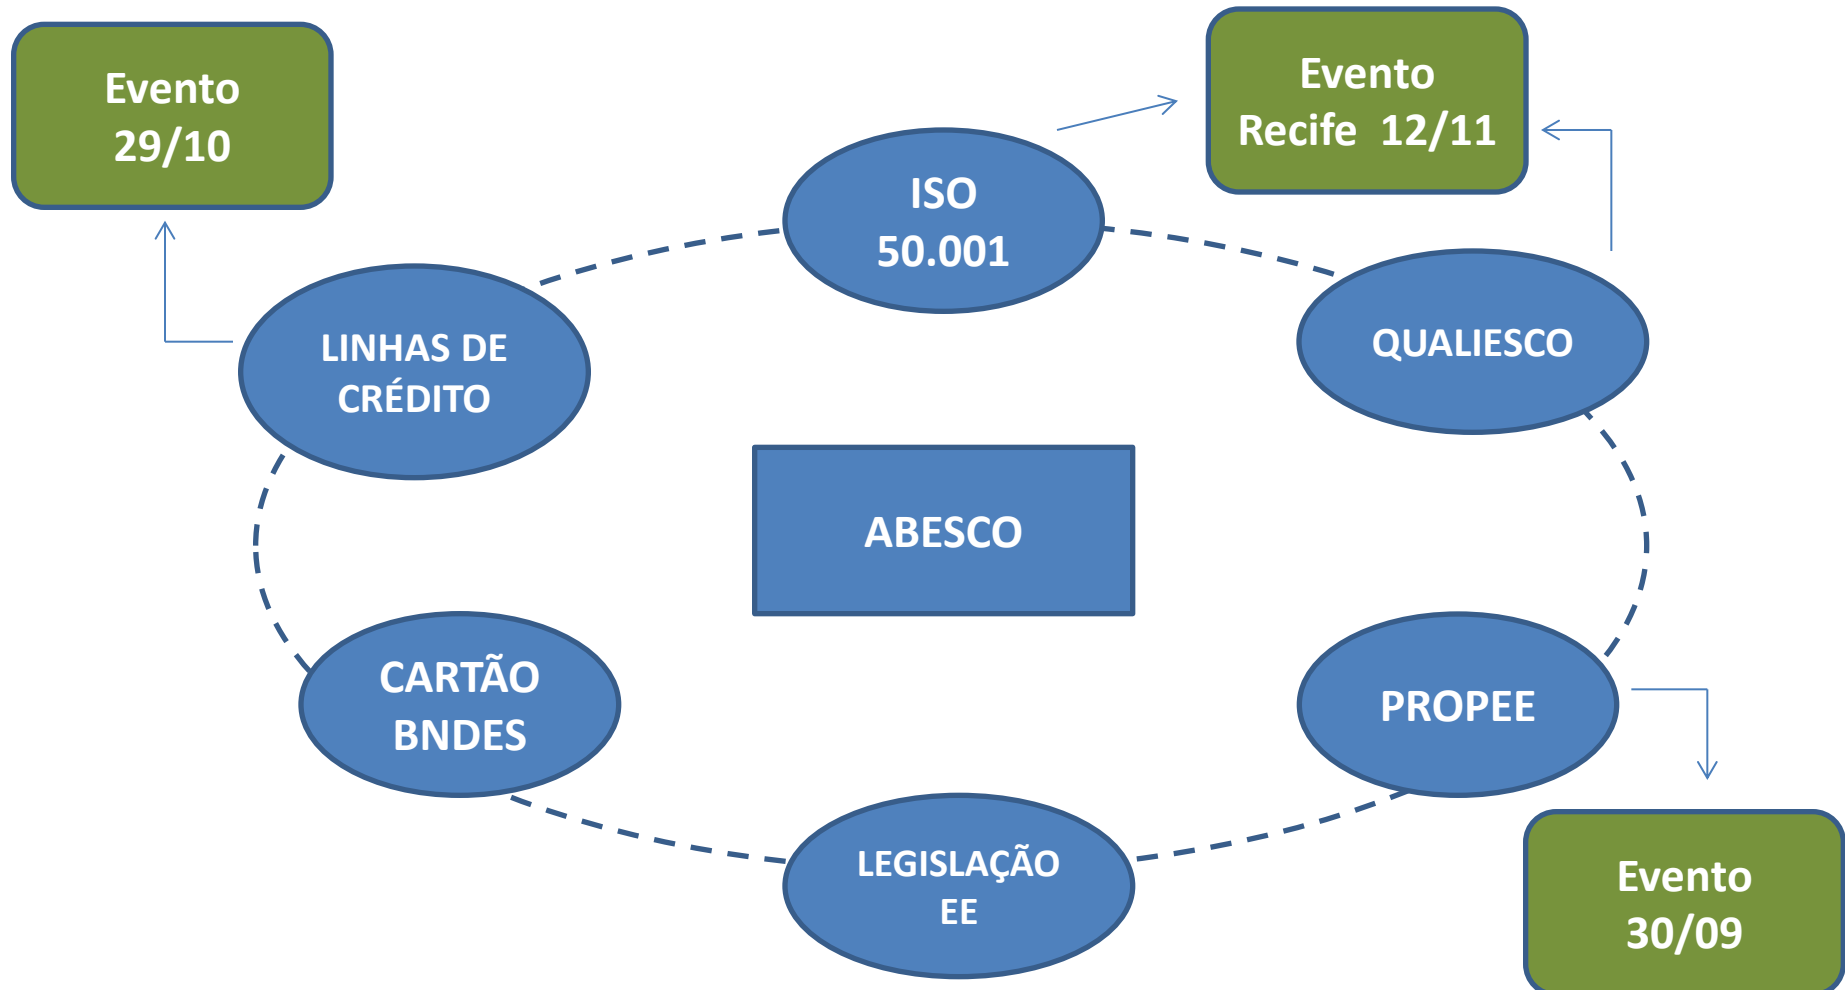 Evento
29/10
Evento
Recife 12/11
ISO
50.001
LINHAS DE
CRÉDITO
QUALIESCO
ABESCO
CARTÃO
BNDES
PROPEE
LEGISLAÇÃO
EE
Evento
30/09